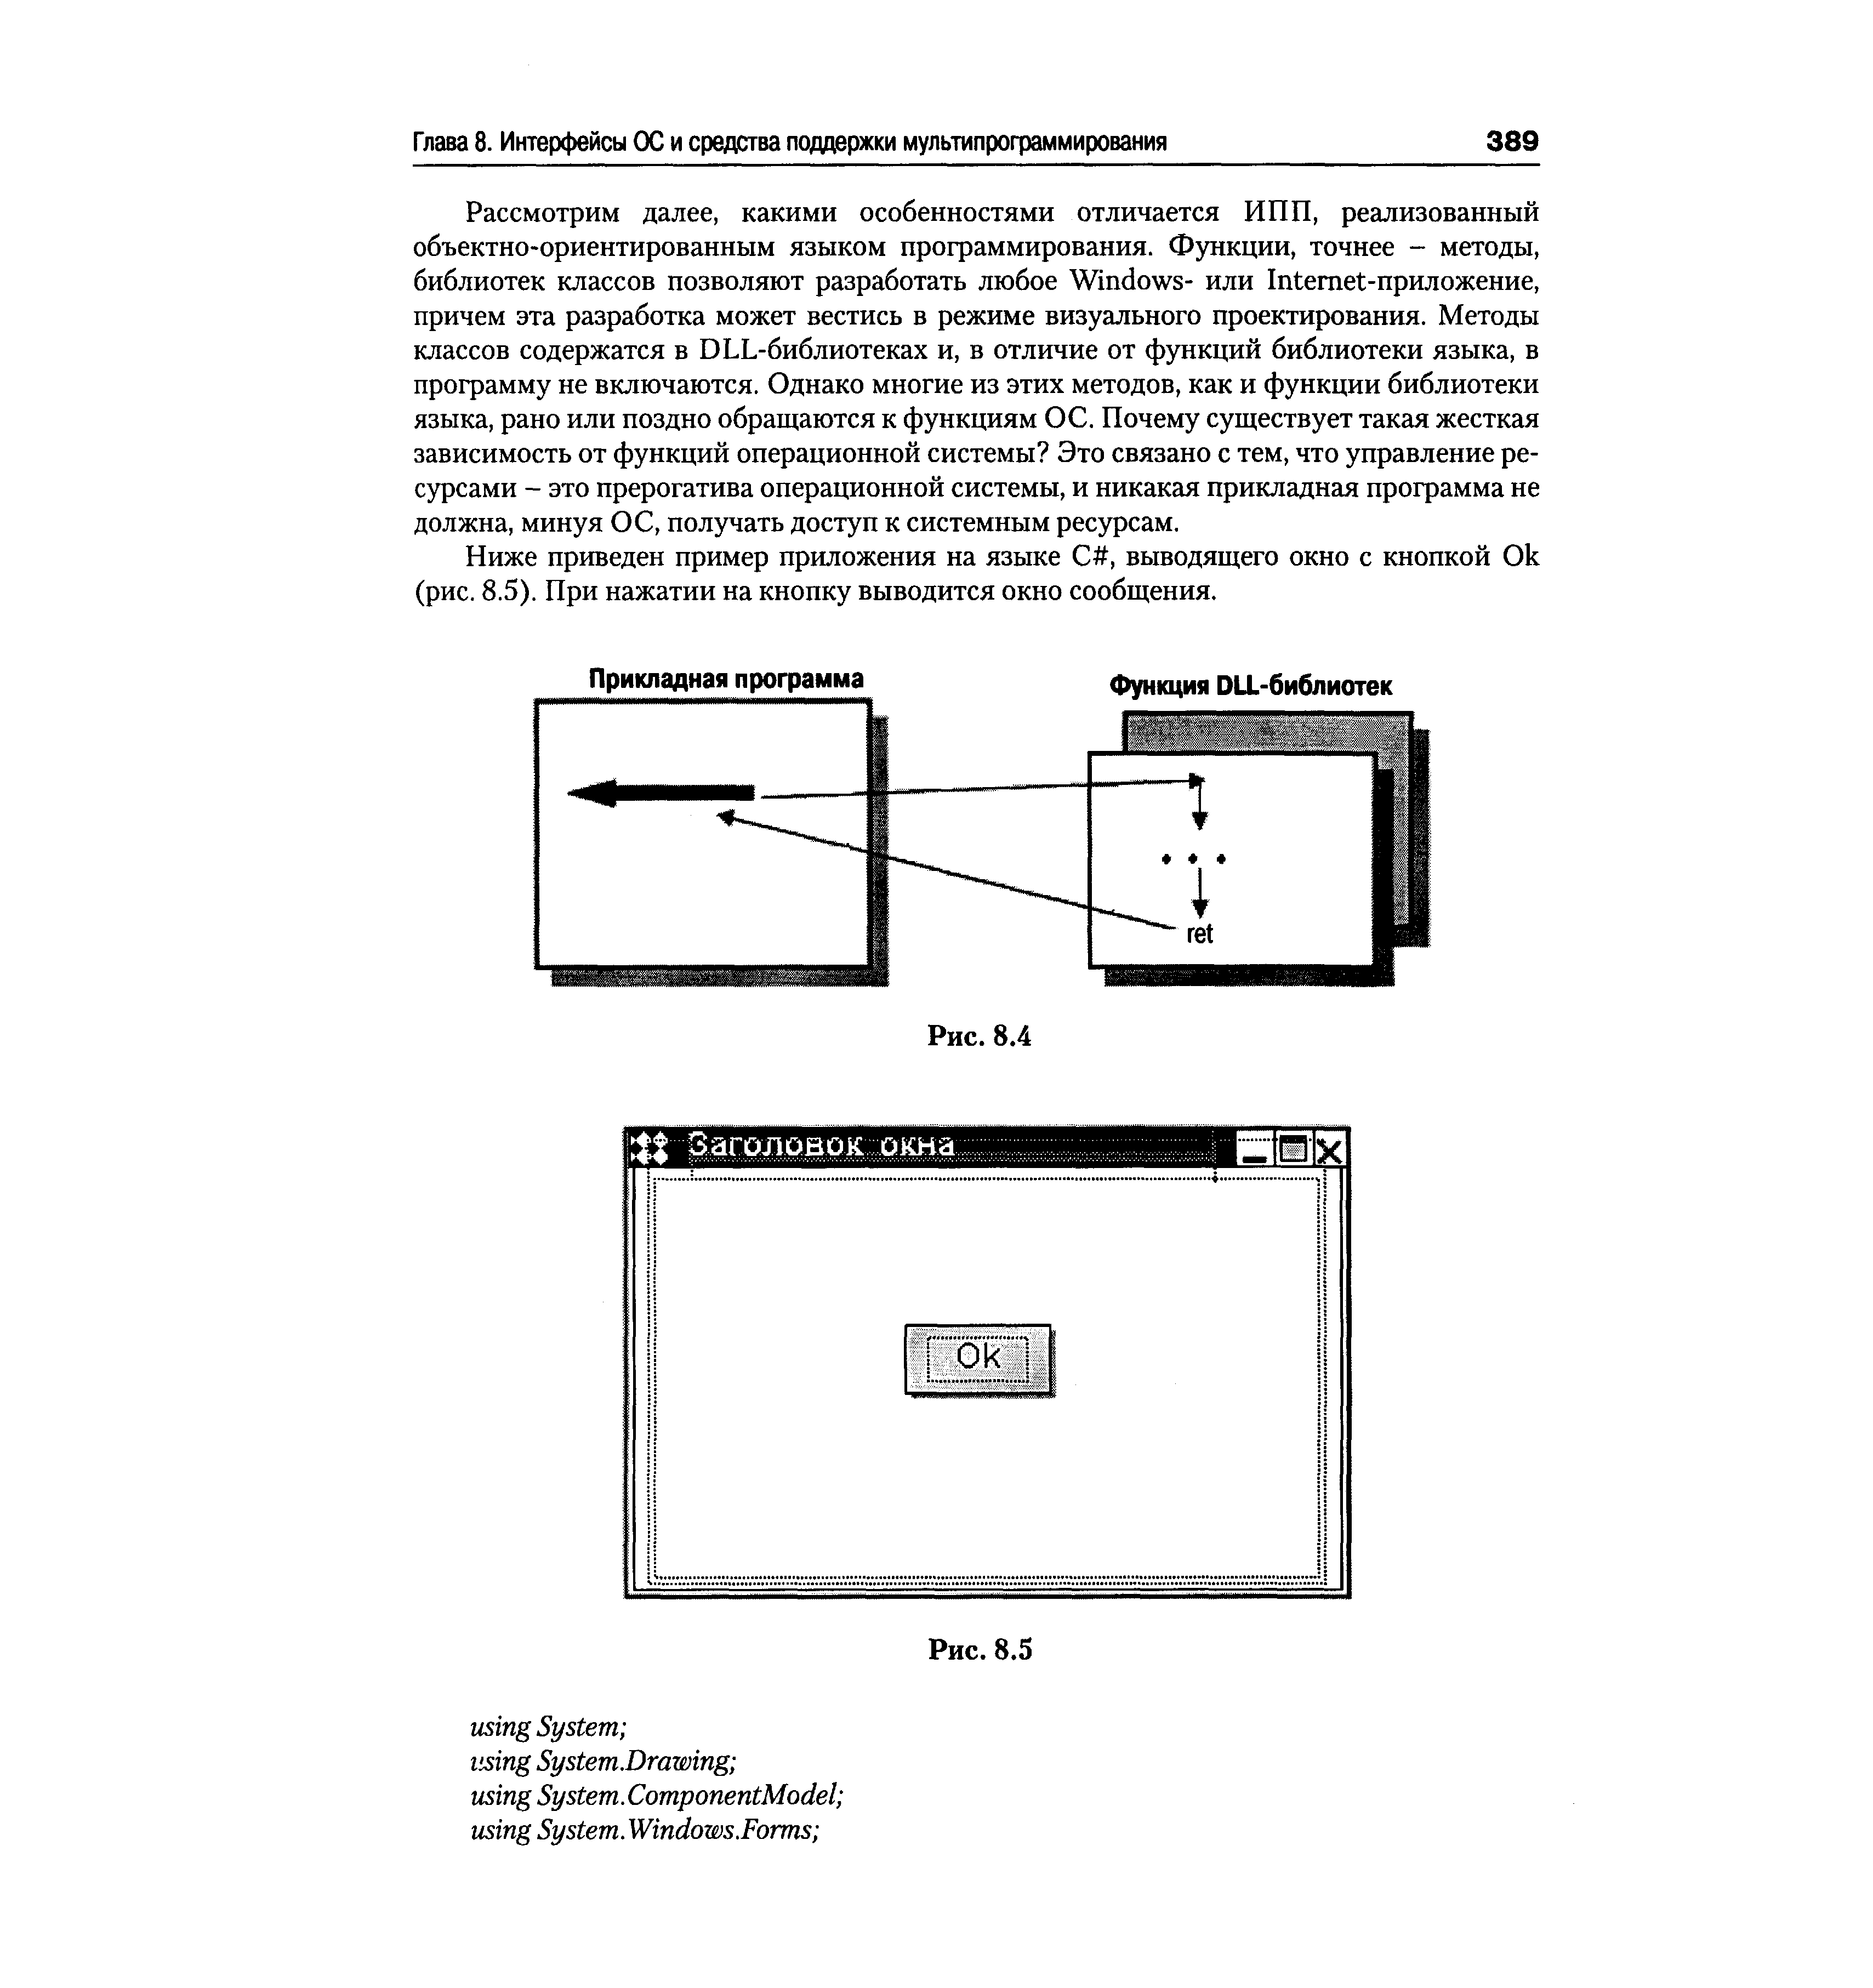 Глава 8. Интерфейсы ОС и средства поддержки мультипрограммирования 389
Рассмотрим далее, какими особенностями отличается ИПП, реализованный
объектно-ориентированным языком программирования. Функции, точнее – методы,
библиотек классов позволяют разработать любое Windows- или Internet-приложение,
причем эта разработка может вестись в режиме визуального проектирования. Методы
классов содержатся в DLL-библиотеках и, в отличие от функций библиотеки языка, в
программу не включаются. Однако многие из этих методов, как и функции библиотеки
языка, рано или поздно обращаются к функциям ОС. Почему существует такая жесткая
зависимость от функций операционной системы? Это связано с тем, что управление ре-
сурсами – это прерогатива операционной системы, и никакая прикладная программа не
должна, минуя ОС, получать доступ к системным ресурсам.
Ниже приведен пример приложения на языке C#, выводящего окно с кнопкой Ok
(рис. 8.5). При нажатии на кнопку выводится окно сообщения.
Прикладная программа
Функция DLL-библиотек
• • •
ret
Рис. 8.4
Заголовок окна
Ok
Рис. 8.5
using System;
using System.Drawing;
using System.ComponentModel;
using System.Windows.Forms;